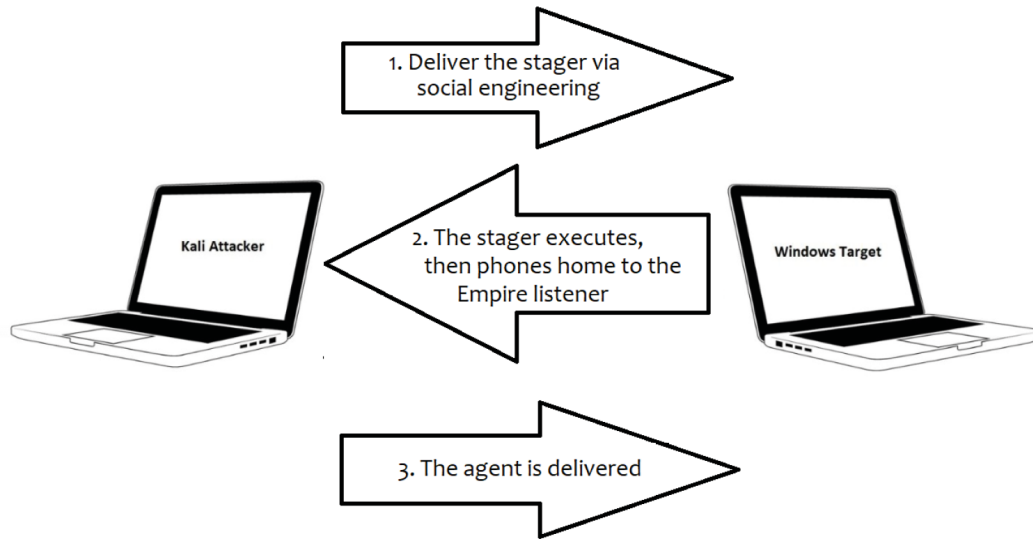 1. Deliver the stager via
social engineering
Kali Attacker
2. The stager executes,
then phones home to the
Empire listener
Windows Target
3. The agent is delivered